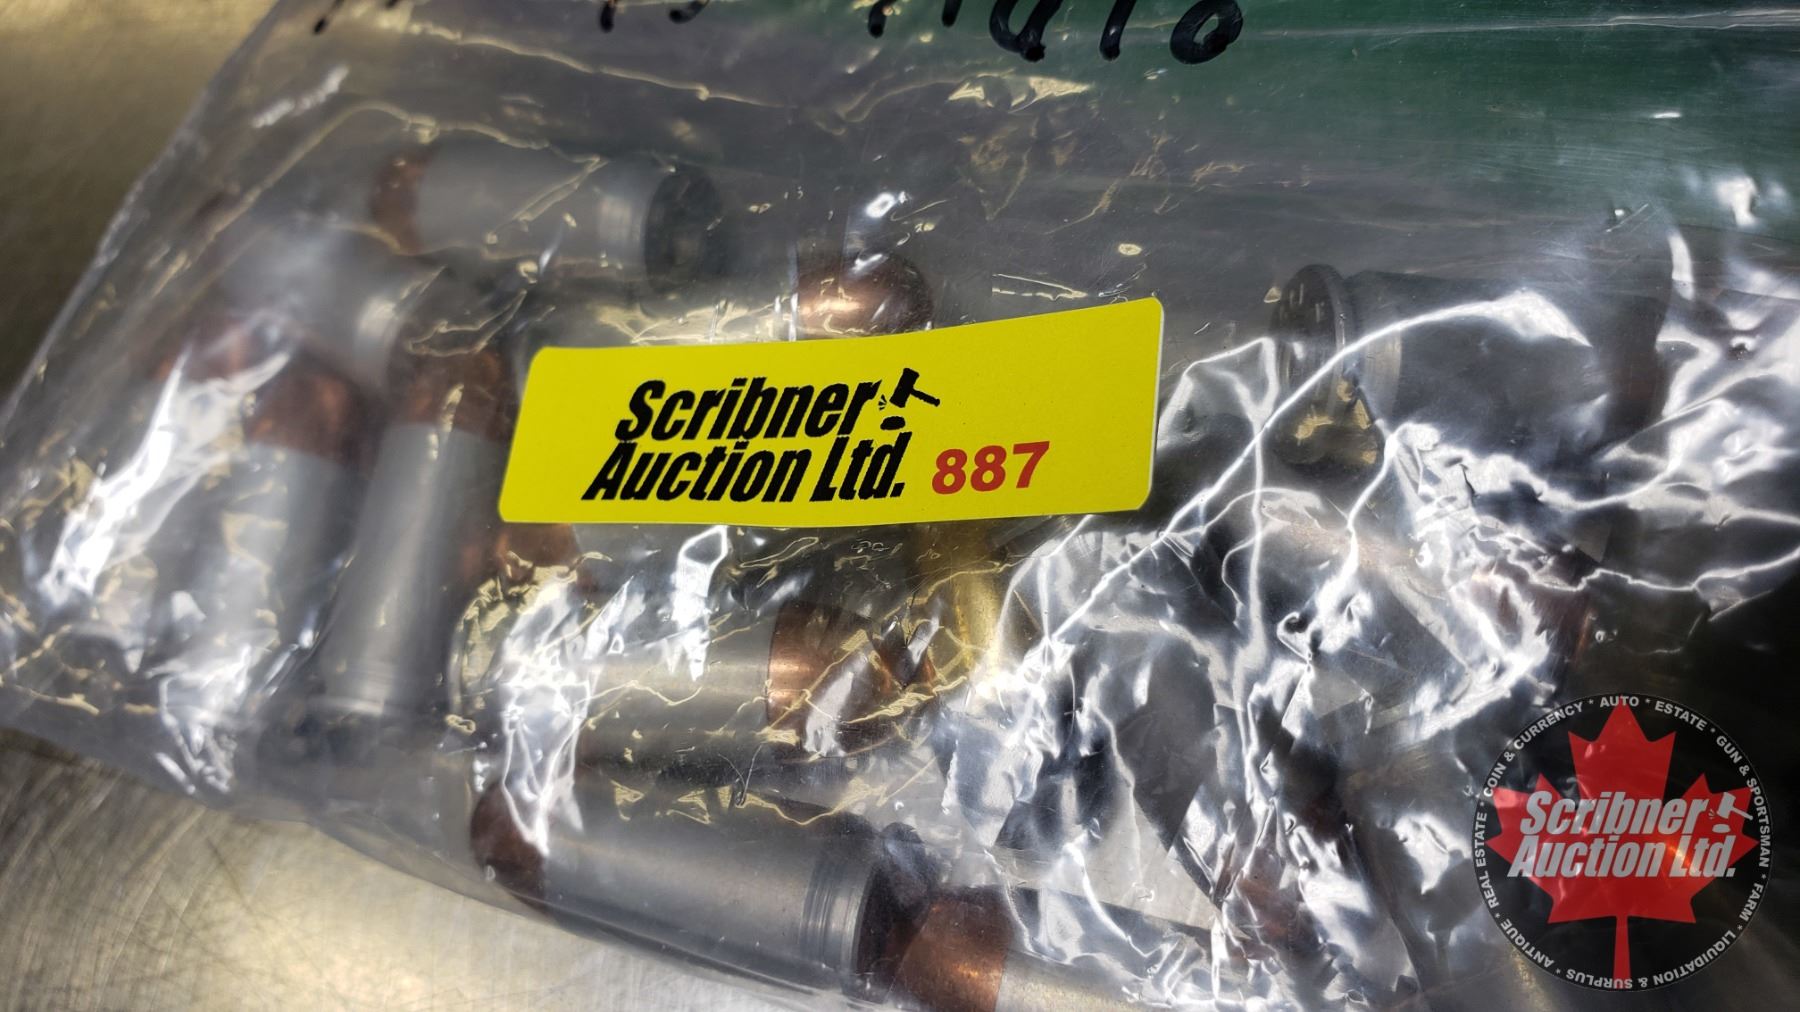 Auto
Scribner
Auction Ltd. 887
COIN & CURRENCY * AUTO * ESTATE * GUN & SPORTSMAN * FARM * LIQUIDATION & SURPLUS * ANTIQUE * REAL ESTATE *
Scribner
Auction Ltd.